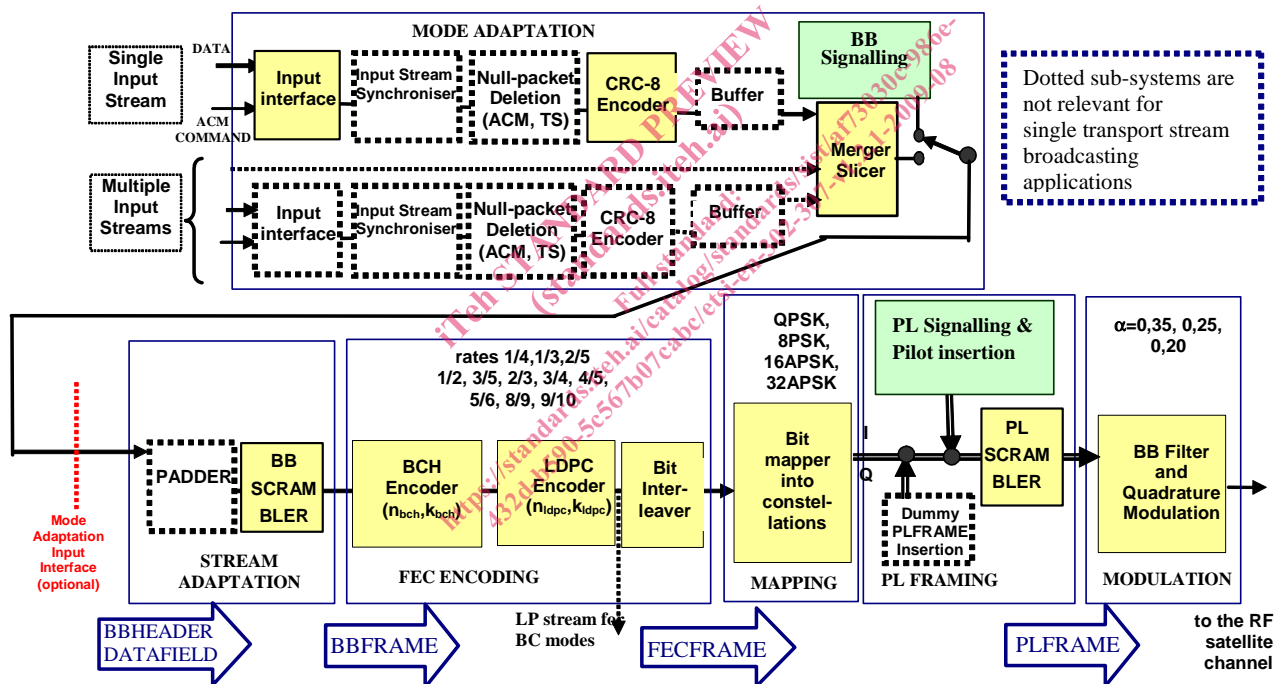 MODE ADAPTATION
BB
Signalling
Dotted sub-systems are
not relevant for
single transport stream
broadcasting
applications
Single
Input
Stream
DATA
ACM
COMMAND
Input
interface
Input Stream
Synchroniser
Null-packet
Deletion
(ACM, TS)
CRC-8
Encoder
Buffer
Merger
Slicer
Multiple
Input
Streams
Input
interface
Input Stream
Synchroniser
Null-packet
Deletion
(ACM, TS)
CRC-8
Encoder
Buffer
iTeh STANDARD PREVIEW
(standards.iteh.ai)
Full standard:
rates 1/4,1/3,2/5
1/2, 3/5, 2/3, 3/4, 4/5,
5/6, 8/9, 9/10
QPSK,
8PSK,
16APSK,
32APSK
PL Signalling &
Pilot insertion
α=0,35, 0,25,
0,20
PADDER
BB
SCRAM
BLER
BCH
Encoder
(nbch,kbch)
LDPC
Encoder
(nldpc,kldpc)
Bit
Inter-
leaver
Bit
mapper
into
constel-
lations
I
Q
Dummy
PLFRAME
Insertion
PL
SCRAM
BLER
BB Filter
and
Quadrature
Modulation
Mode
Adaptation
Input
Interface
(optional)
STREAM
ADAPTATION
FEC ENCODING
MAPPING
PL FRAMING
MODULATION
LP stream for
BC modes
BBHEADER
DATAFIELD
BBFRAME
FECFRAME
PLFRAME
to the RF
satellite
channel